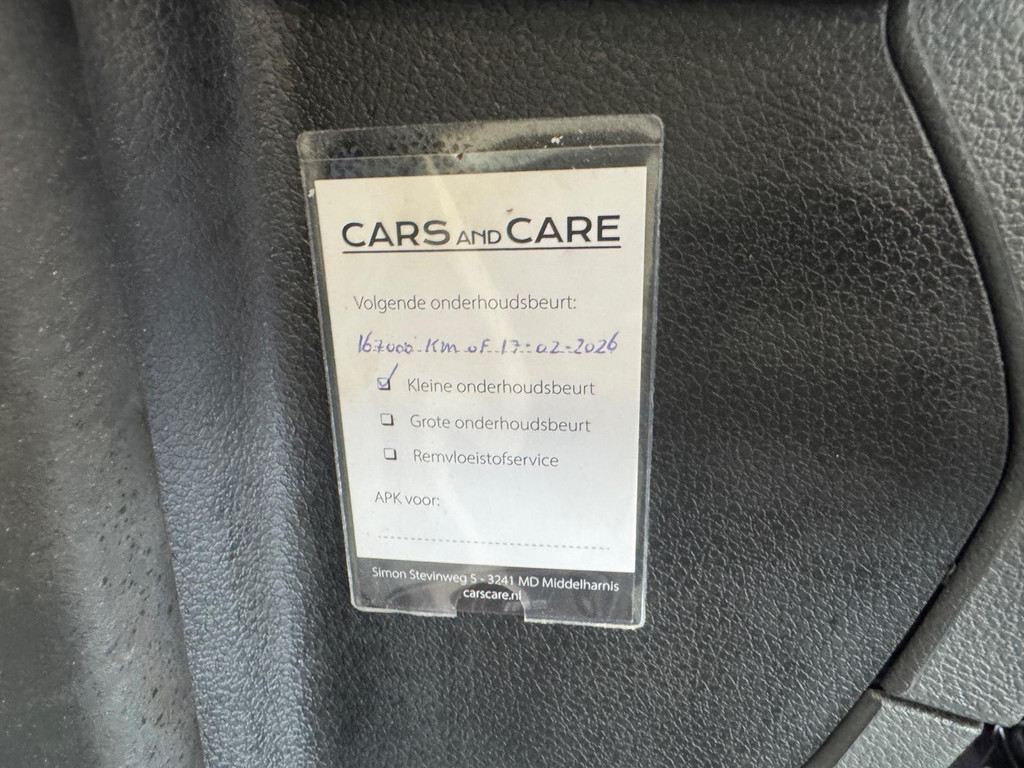 CARS AND CARE
Volgende onderhoudsbeurt:
167000 Km of 17-02-2026
Kleine onderhoudsbeurt
Grote onderhoudsbeurt
Remvloeistofservice
APK voor:
Simon Stevinweg 5 - 3241 MD Middelharnis
carscare.nl